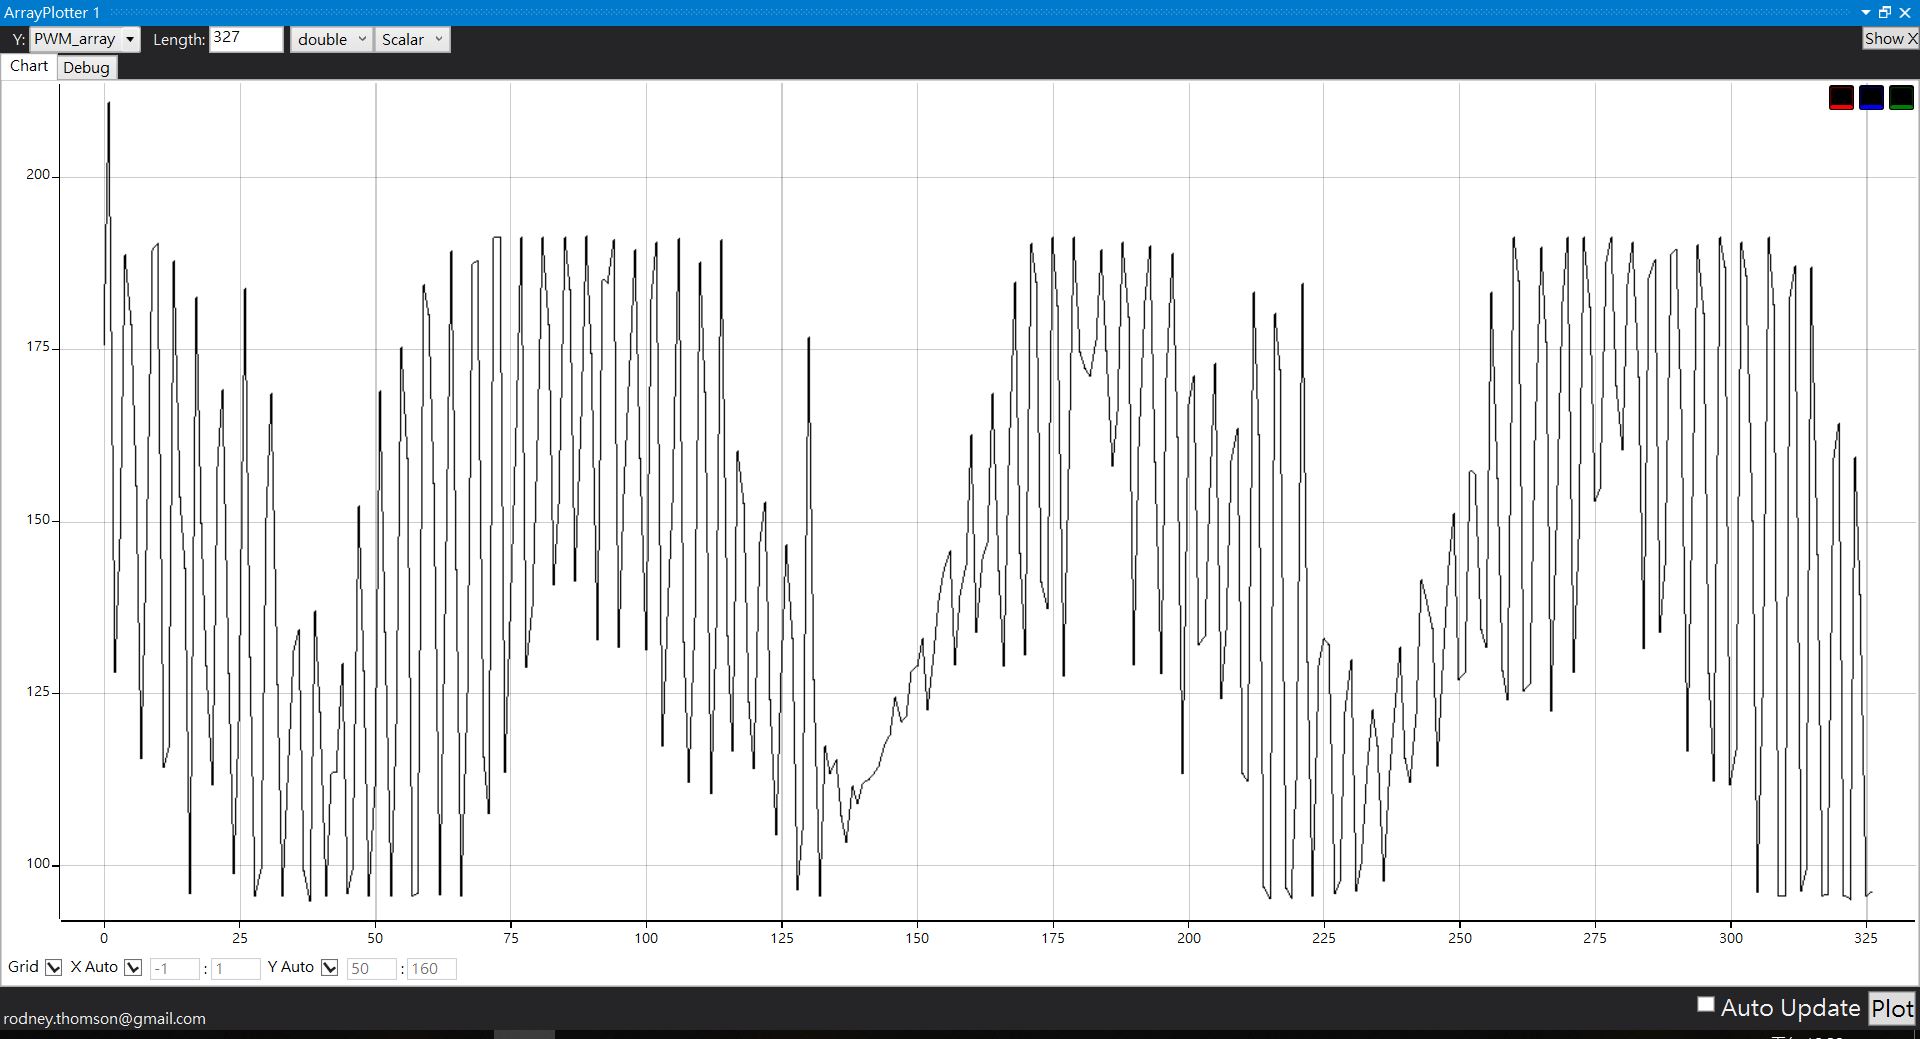 ArrayPlotter 1
Y: PWM_array Length: 327 double Scalar Show X
Chart Debug
200
175
150
125
100
0 25 50 75 100 125 150 175 200 225 250 275 300 325
Grid X Auto -1 : 1 Y Auto 50 : 160
Auto Update Plot
rodney.thomson@gmail.com